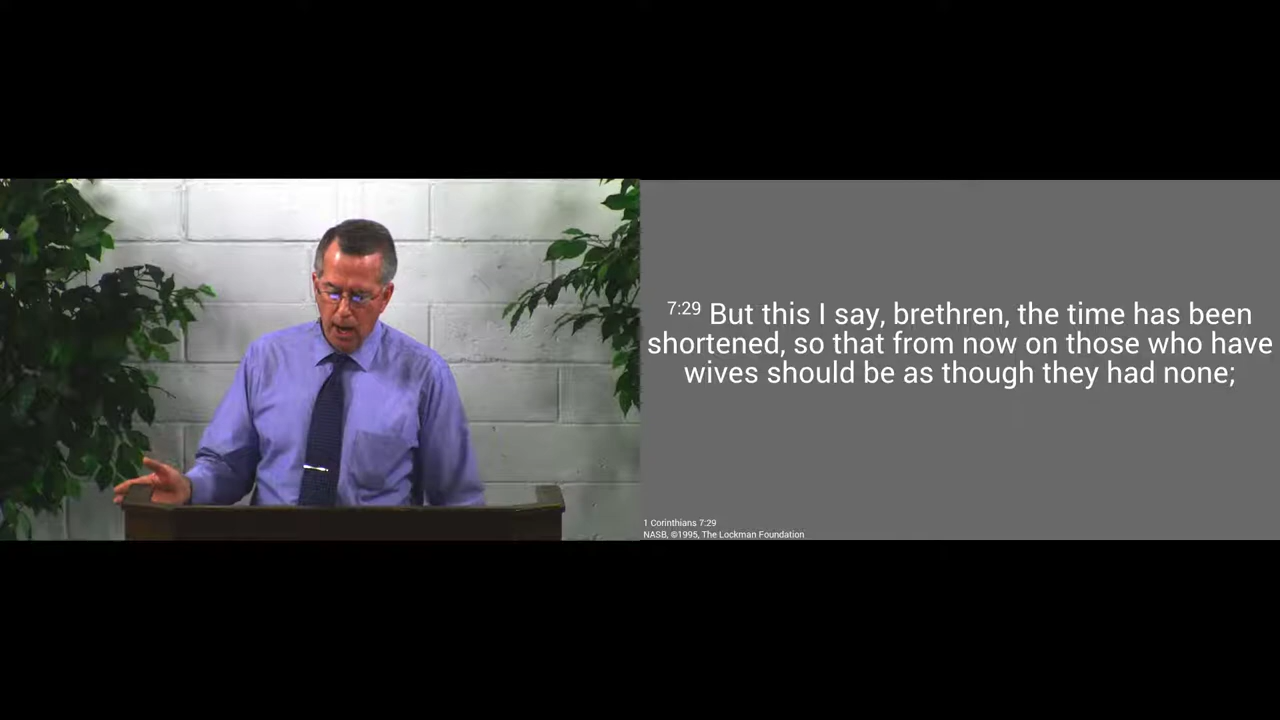 7:29 But this I say, brethren, the time has been
shortened, so that from now on those who have
wives should be as though they had none;
1 Corinthians 7:29
NASB, ©1995, The Lockman Foundation